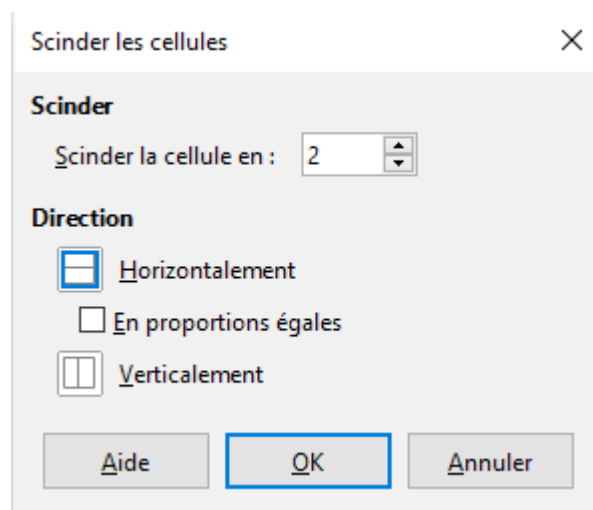 Scinder les cellules
Scinder
Scinder la cellule en : 2
Direction
Horizontalement
En proportions égales
Verticalement
Aide OK Annuler